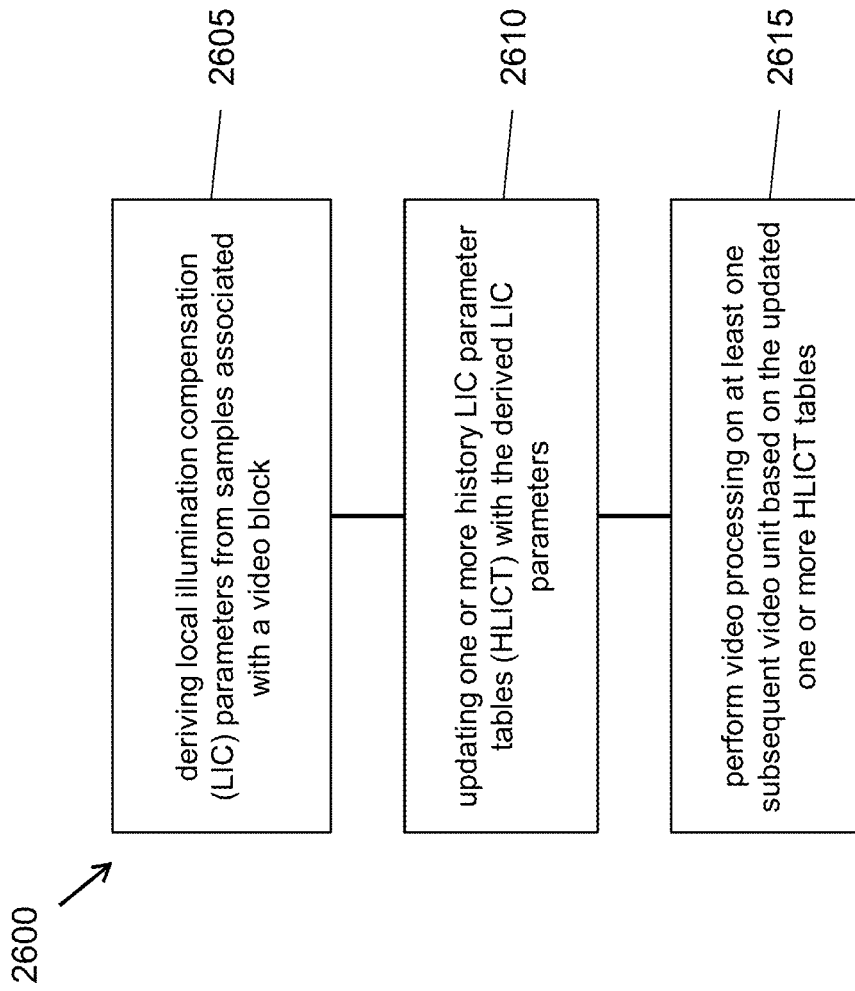 2600
deriving local illumination compensation
(LIC) parameters from samples associated
with a video block
2605
updating one or more history LIC parameter
tables (HLICT) with the derived LIC
parameters
2610
perform video processing on at least one
subsequent video unit based on the updated
one or more HLICT tables
2615